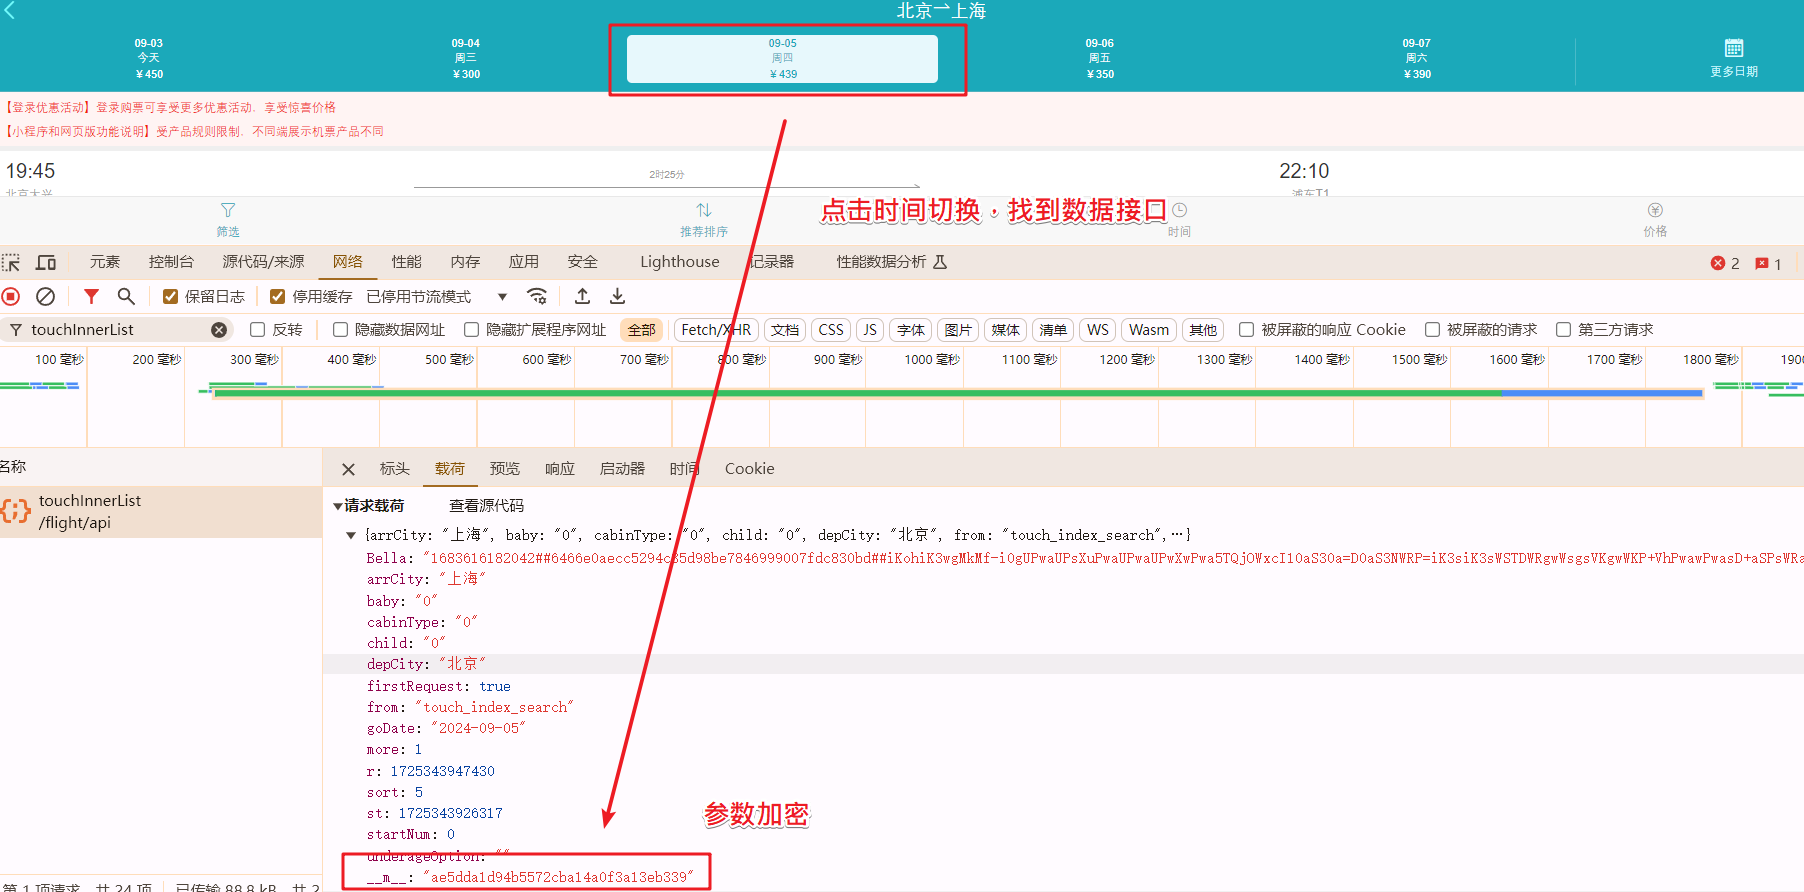 北京→上海
09-03 09-04 09-05 09-06 09-07
今天 周三 周四 周五 周六 更多日期
¥450 ¥300 ¥439 ¥350 ¥390
【登录优惠活动】登录购票可享受更多优惠活动，享受惊喜价格
【小程序和网页版功能说明】受产品规则限制，不同端展示机票产品不同
19:45 2时25分 22:10
北京大兴 浦东T1
点击时间切换，找到数据接口
筛选 推荐排序 时间 价格
元素 控制台 源代码/来源 网络 性能 内存 应用 安全 Lighthouse 记录器 性能数据分析 2 1
保留日志 停用缓存 已停用节流模式
touchInnerList 反转 隐藏数据网址 隐藏扩展程序网址 全部 Fetch/XHR 文档 CSS JS 字体 图片 媒体 清单 WS Wasm 其他 被屏蔽的响应 Cookie 被屏蔽的请求 第三方请求
100 毫秒 200 毫秒 300 毫秒 400 毫秒 500 毫秒 600 毫秒 700 毫秒 800 毫秒 900 毫秒 1000 毫秒 1100 毫秒 1200 毫秒 1300 毫秒 1400 毫秒 1500 毫秒 1600 毫秒 1700 毫秒 1800 毫秒 1900
名称 标头 载荷 预览 响应 启动器 时间 Cookie
touchInnerList
/flight/api
▼请求载荷 查看源代码
▼ {arrCity: "上海", baby: "0", cabinType: "0", child: "0", depCity: "北京", from: "touch_index_search",…}
Bella: "1683616182042##6466e0aecc5294c85d98be7846999007fdc830bd##iKohiK3wgMkMf-i0gUPwaUPsXuPwaUPwaUPwXwPwa5TQjOWxcI10aS30a=D0aS3NWRP=iK3siK3sWSTDWRgwWsgsVKgwWKP+VhPwawPwasD+aSPsWRa
arrCity: "上海"
baby: "0"
cabinType: "0"
child: "0"
depCity: "北京"
firstRequest: true
from: "touch_index_search"
goDate: "2024-09-05"
more: 1
r: 1725343947430
sort: 5
st: 1725343926317
startNum: 0
参数加密
underageOption: ""
__m__: "ae5dda1d94b5572cba14a0f3a13eb339"
第 1 项请求，共 24 项 已传输 88.8 kB，共 2